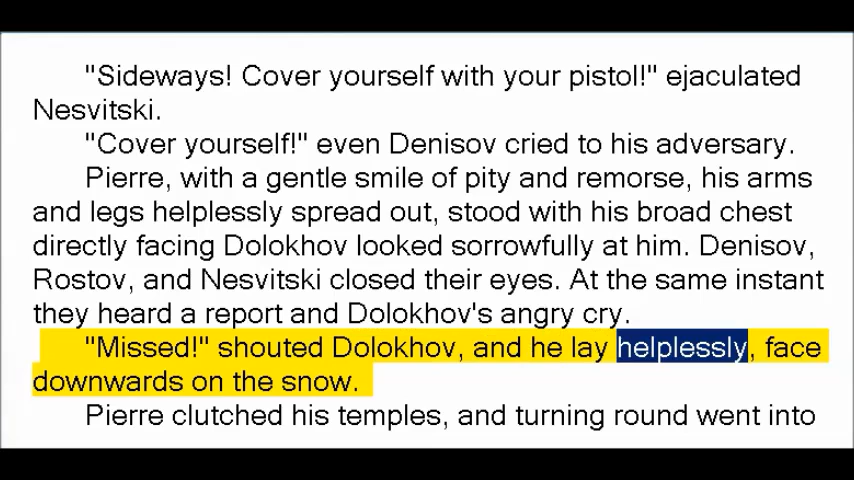 "Sideways! Cover yourself with your pistol!" ejaculated
Nesvitski.
"Cover yourself!" even Denisov cried to his adversary.
Pierre, with a gentle smile of pity and remorse, his arms
and legs helplessly spread out, stood with his broad chest
directly facing Dolokhov looked sorrowfully at him. Denisov,
Rostov, and Nesvitski closed their eyes. At the same instant
they heard a report and Dolokhov's angry cry.
"Missed!" shouted Dolokhov, and he lay helplessly, face
downwards on the snow.
Pierre clutched his temples, and turning round went into